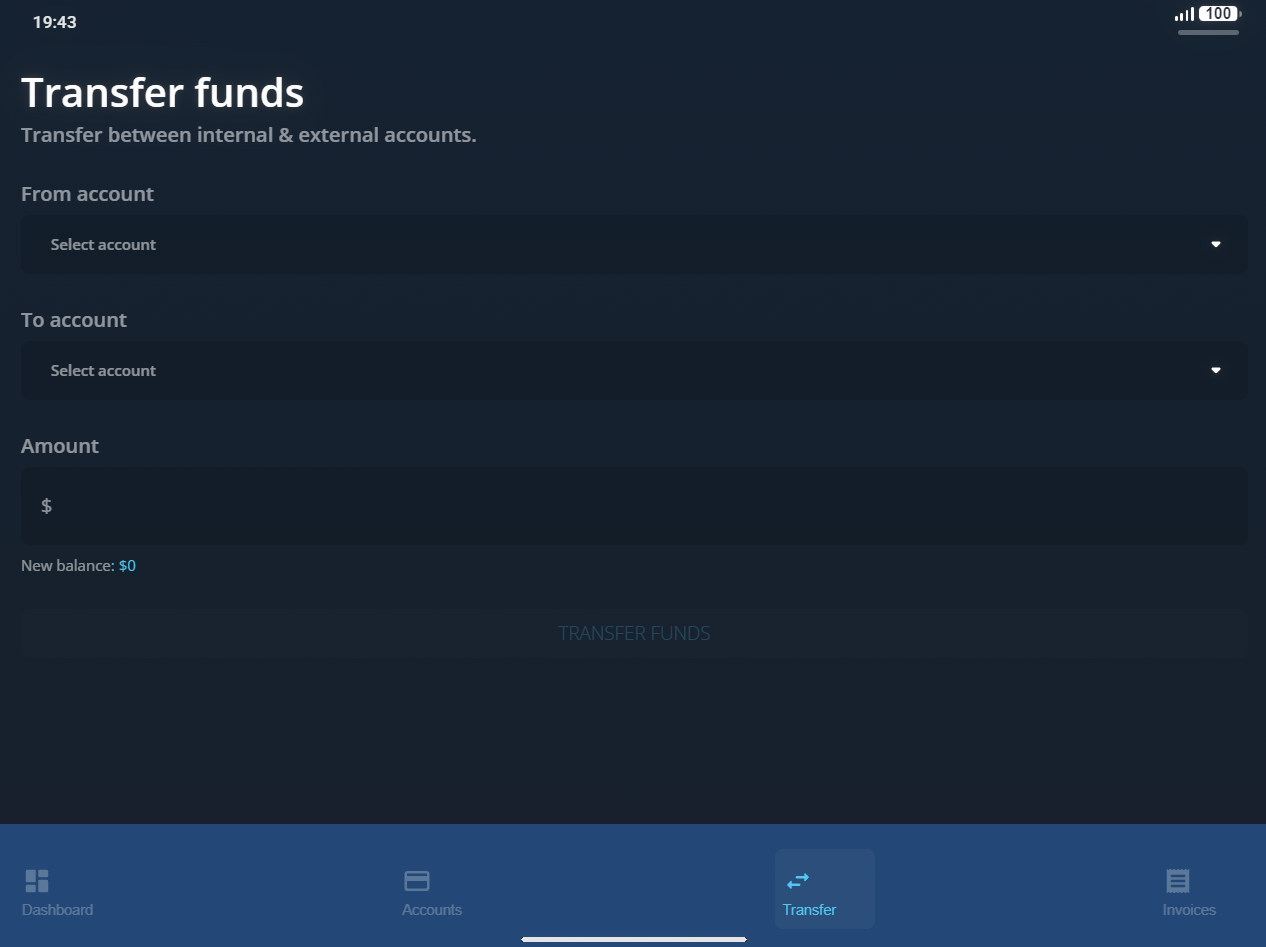 19:43
100
Transfer funds
Transfer between internal & external accounts.
From account
Select account
To account
Select account
Amount
$
New balance: $0
TRANSFER FUNDS
Dashboard
Accounts
Transfer
Invoices